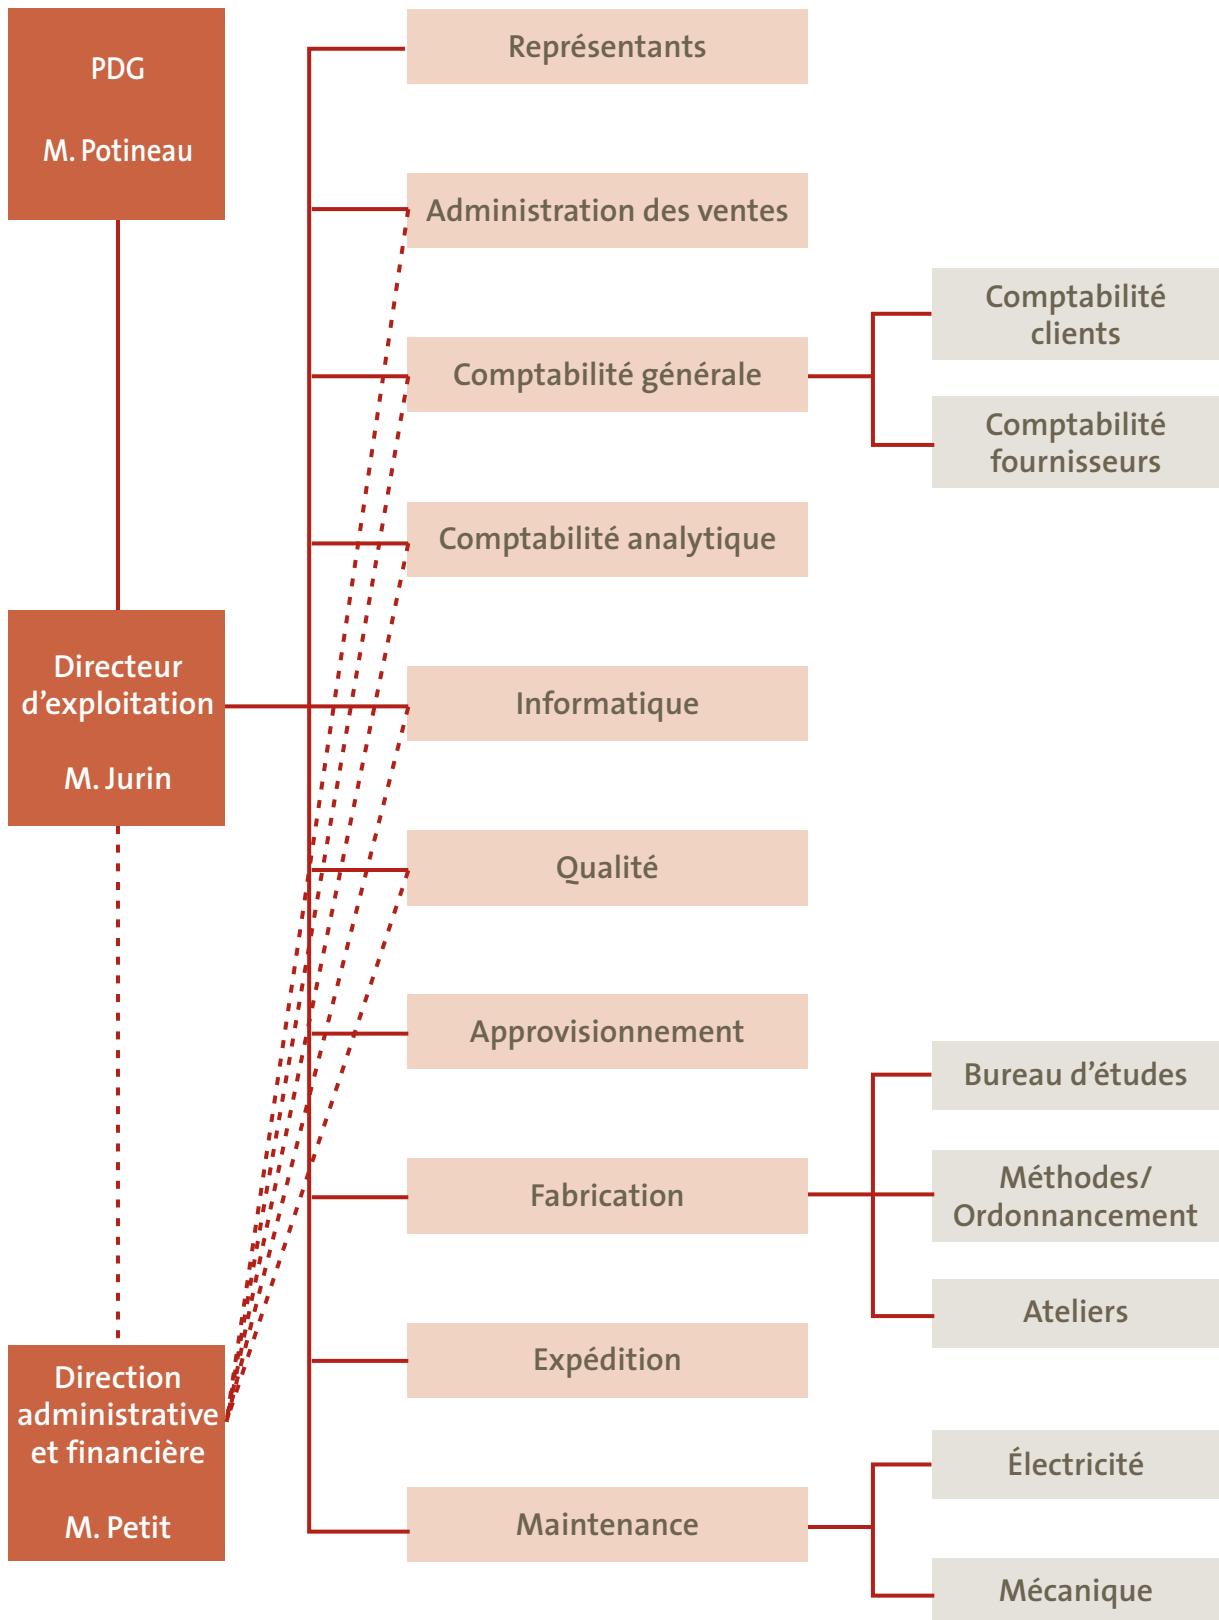 PDG
M. Potineau
Représentants
Administration des ventes
Comptabilité générale
Comptabilité
clients
Comptabilité
fournisseurs
Comptabilité analytique
Directeur
d’exploitation
M. Jurin
Informatique
Qualité
Approvisionnement
Fabrication
Bureau d’études
Méthodes/
Ordonnancement
Ateliers
Expédition
Direction
administrative
et financière
M. Petit
Maintenance
Électricité
Mécanique